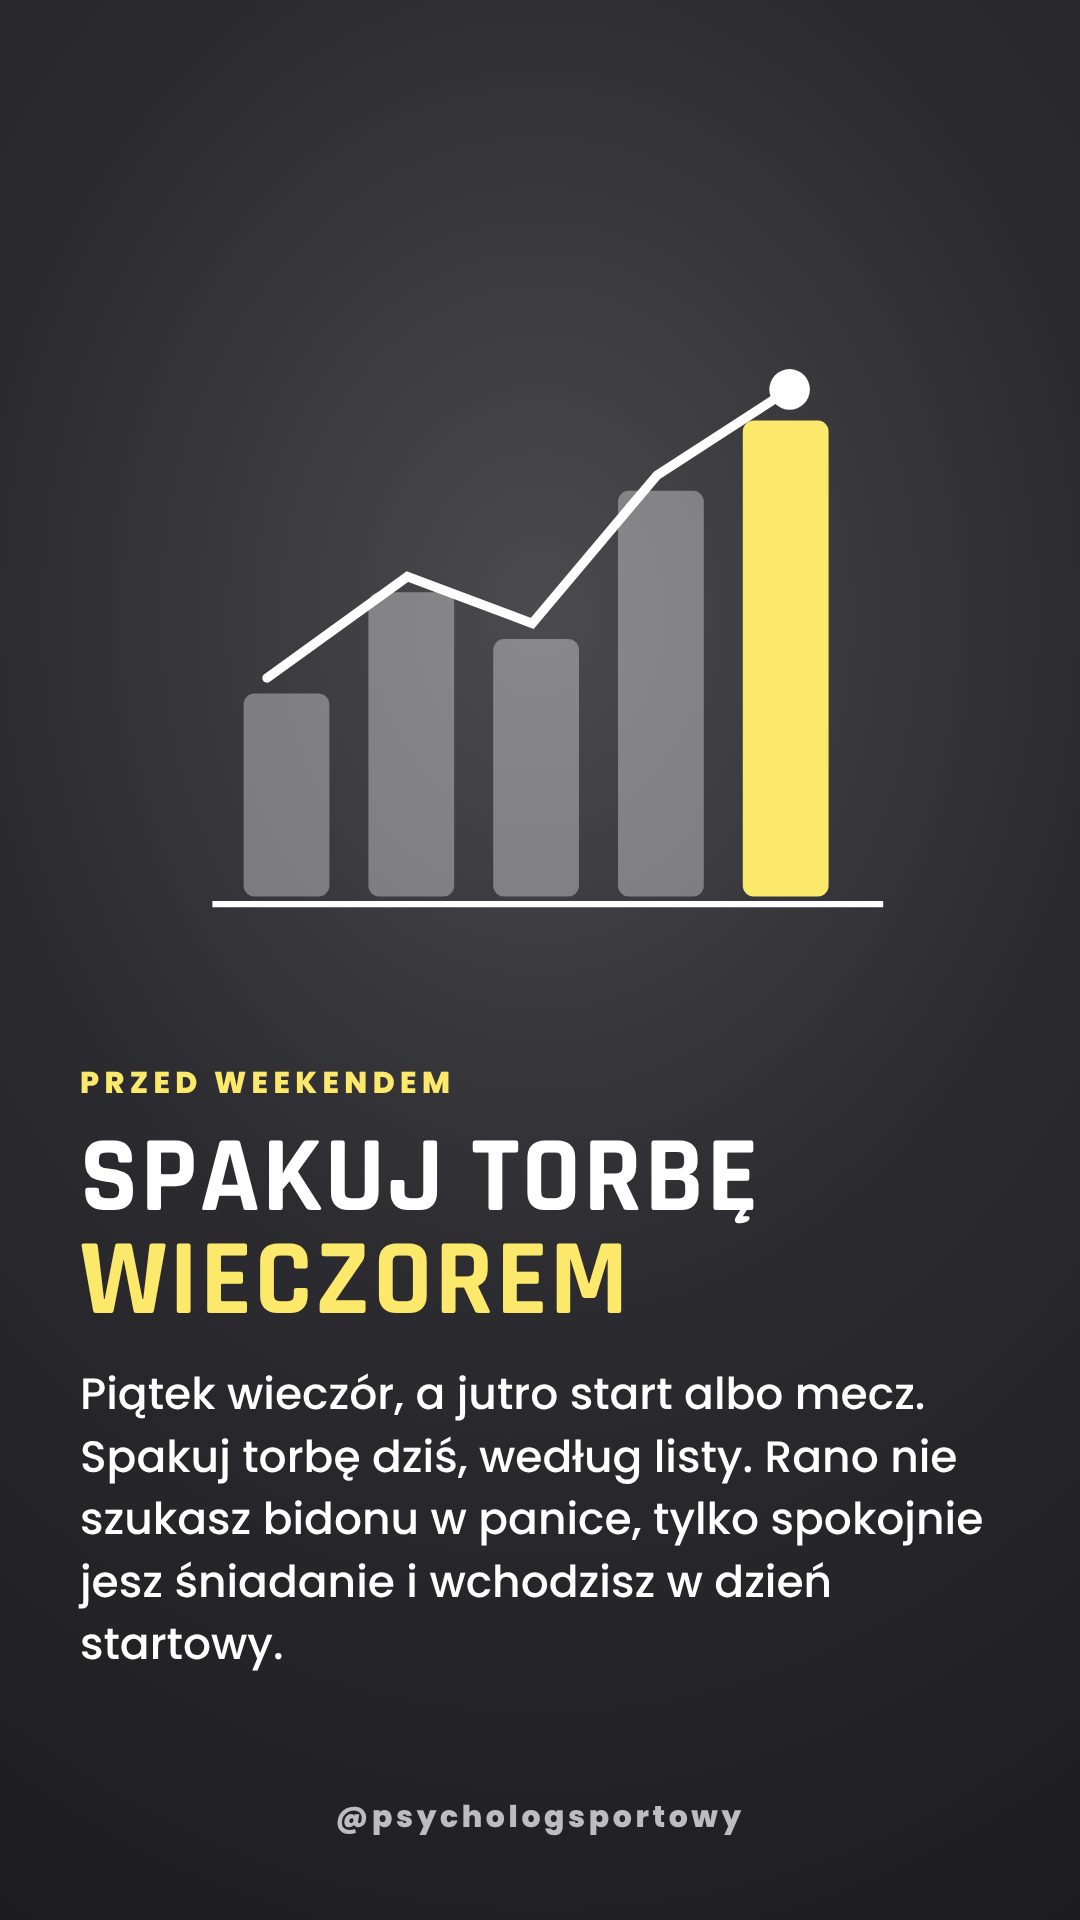 PRZED WEEKENDEM
SPAKUJ TORBĘ
WIECZOREM
Piątek wieczór, a jutro start albo mecz.
Spakuj torbę dziś, według listy. Rano nie
szukasz bidonu w panice, tylko spokojnie
jesz śniadanie i wchodzisz w dzień
startowy.
@psychologsportowy